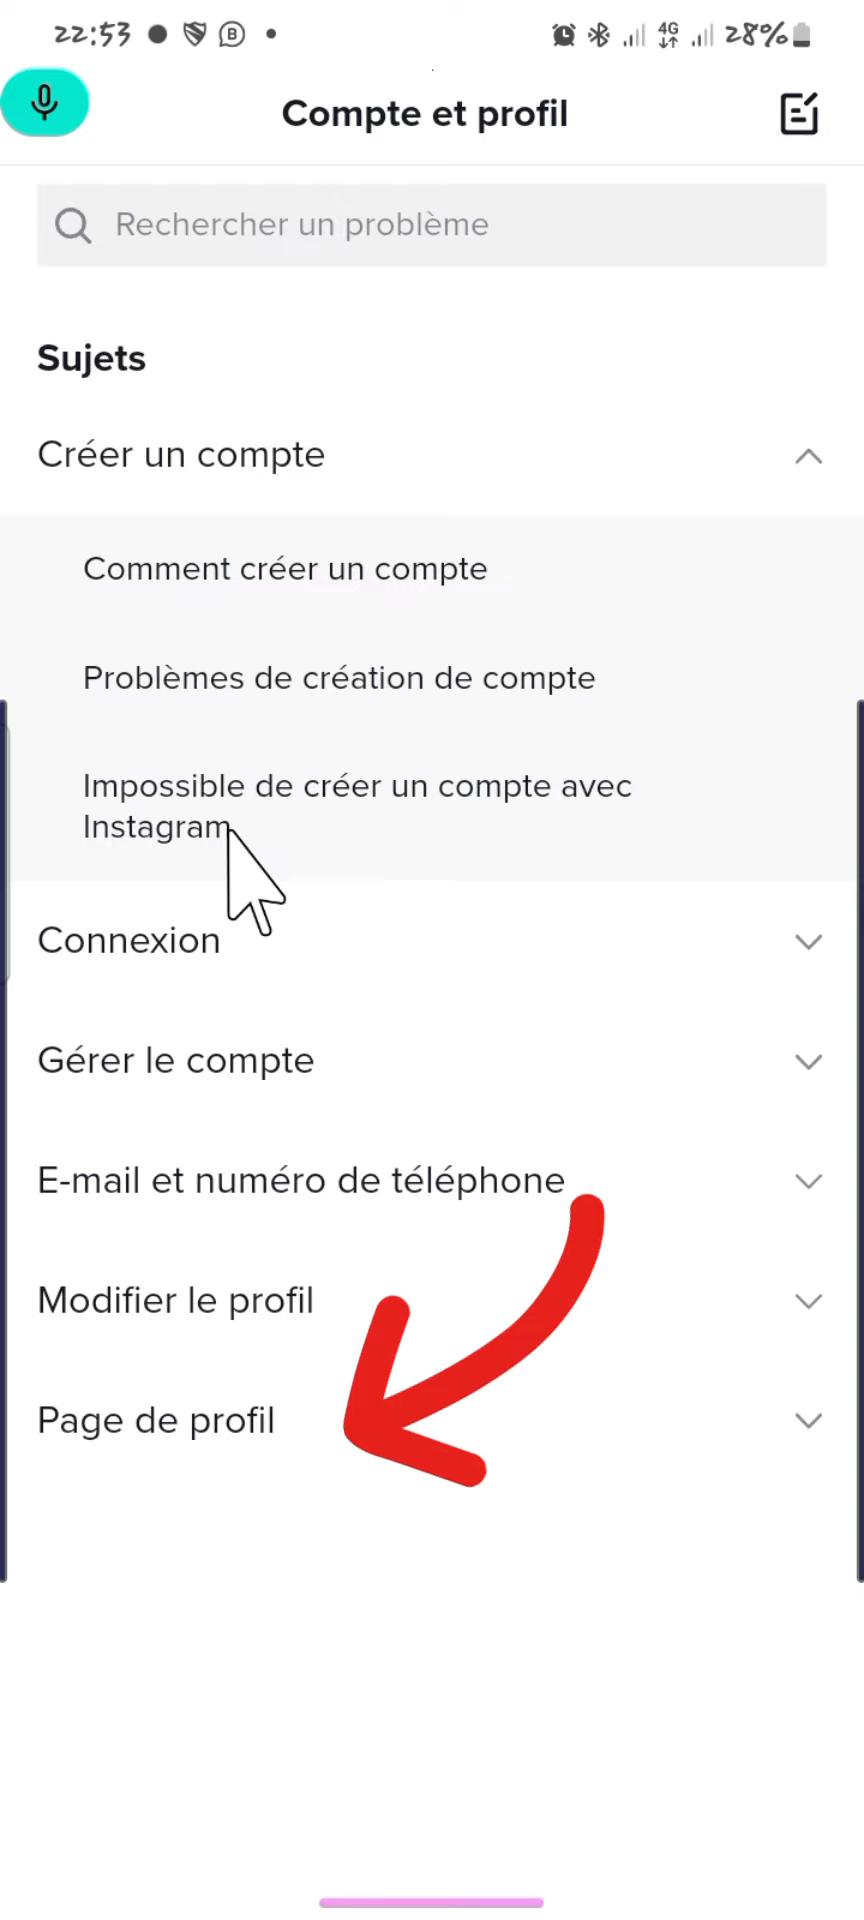 22:53 B 4G 28%
Compte et profil
Rechercher un problème
Sujets
Créer un compte
Comment créer un compte
Problèmes de création de compte
Impossible de créer un compte avec
Instagram
Connexion
Gérer le compte
E-mail et numéro de téléphone
Modifier le profil
Page de profil